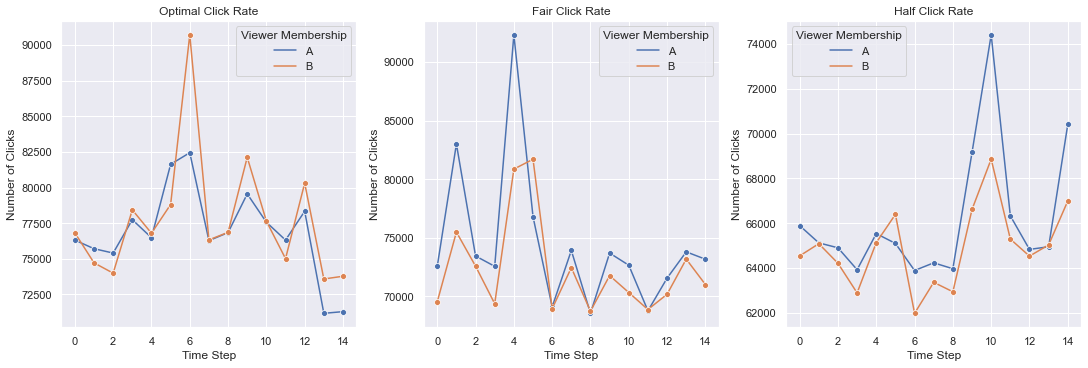 Optimal Click Rate
Number of Clicks
90000
87500
85000
82500
80000
77500
75000
72500
Viewer Membership
A
B
0 2 4 6 8 10 12 14
Time Step
Fair Click Rate
Number of Clicks
90000
85000
80000
75000
70000
Viewer Membership
A
B
0 2 4 6 8 10 12 14
Time Step
Half Click Rate
Number of Clicks
74000
72000
70000
68000
66000
64000
62000
Viewer Membership
A
B
0 2 4 6 8 10 12 14
Time Step